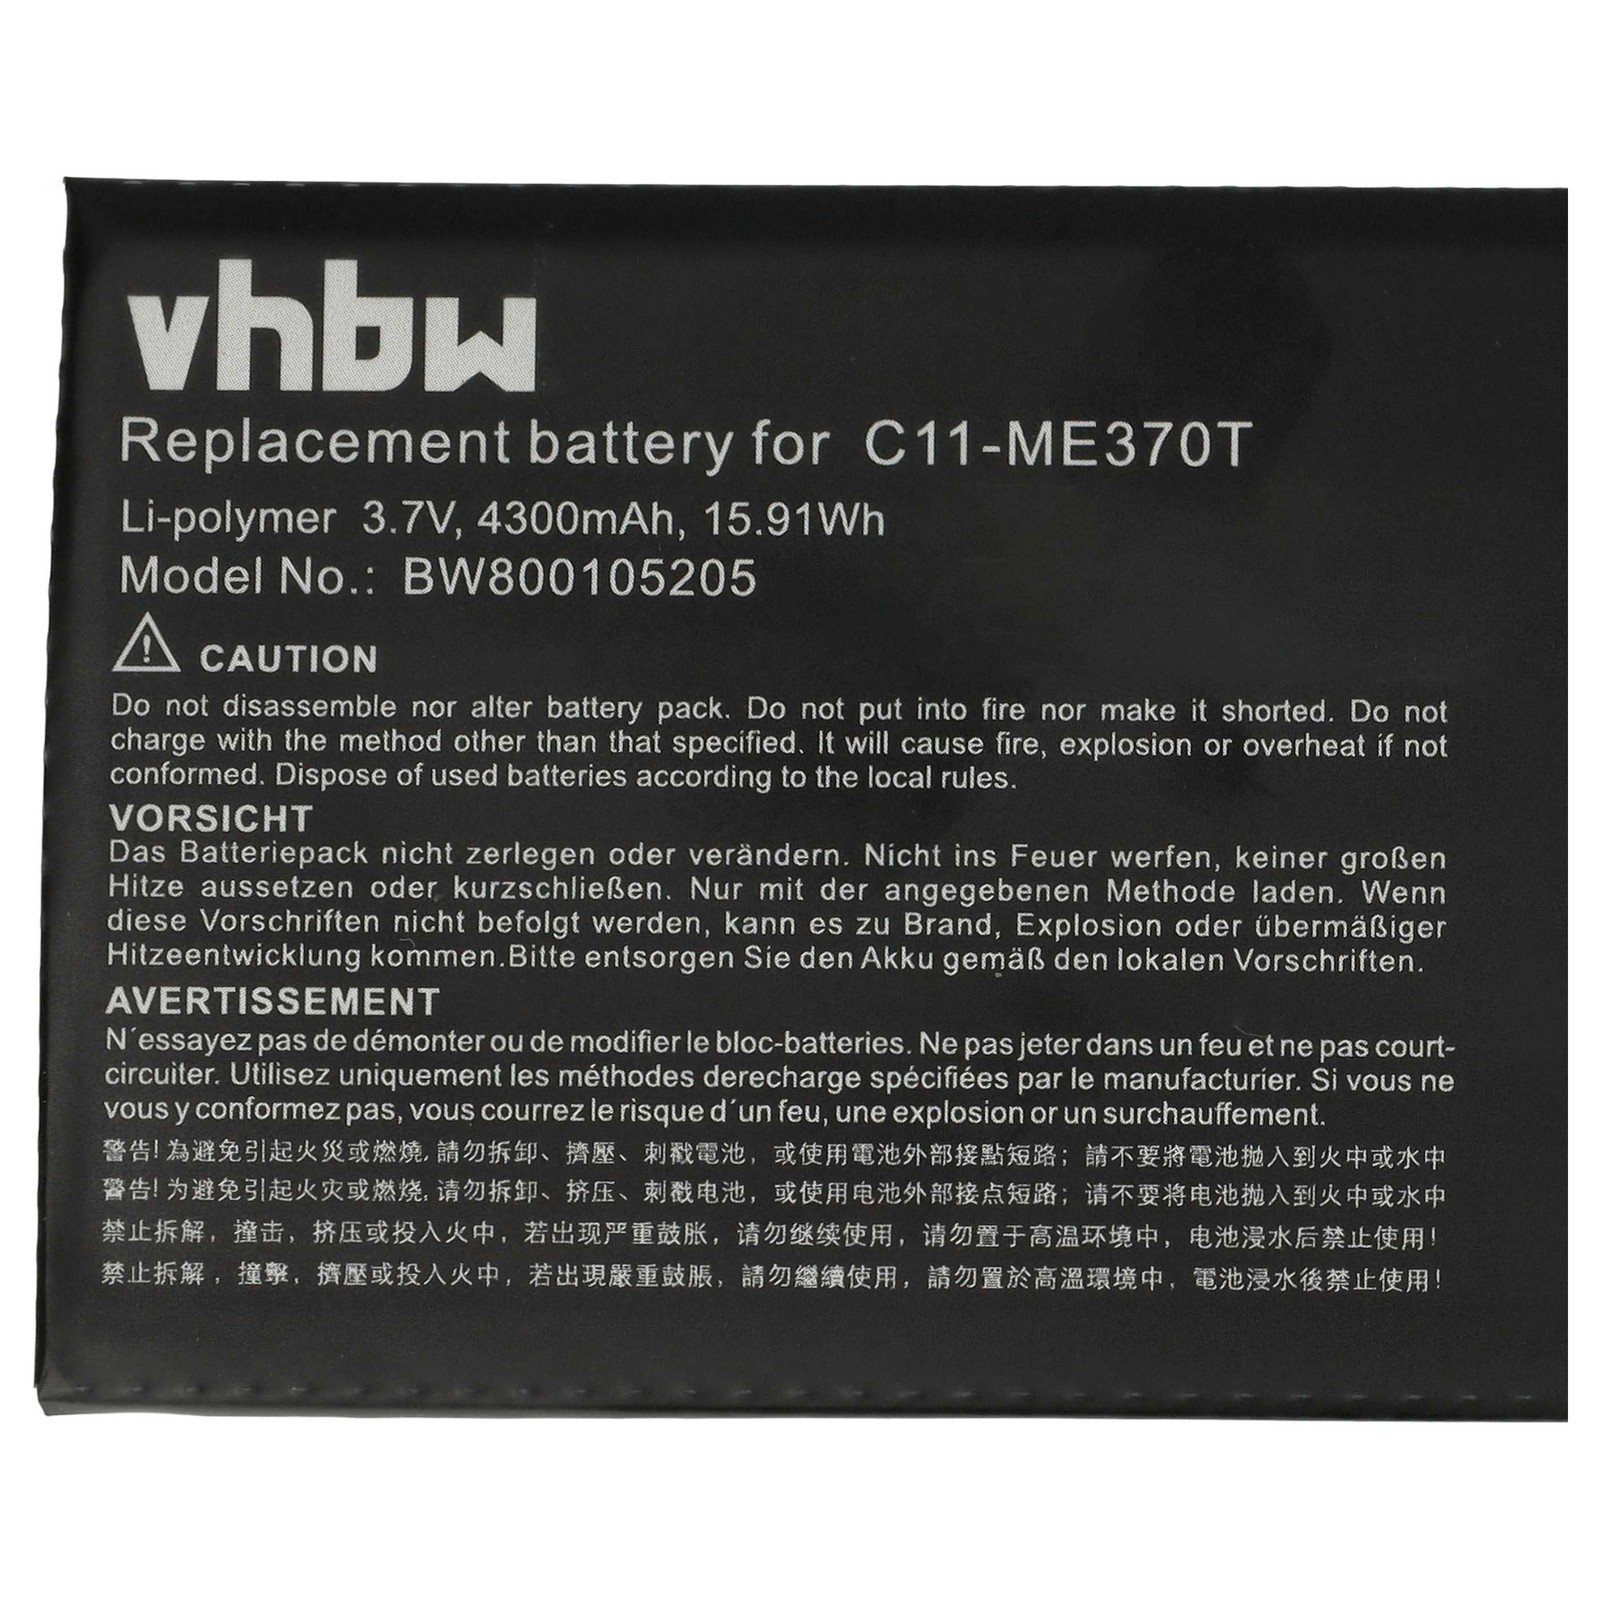 vhbw
Replacement battery for C11-ME370T
Li-polymer 3.7V, 4300mAh, 15.91Wh
Model No.: BW800105205
CAUTION
Do not disassemble nor alter battery pack. Do not put into fire nor make it shorted. Do not
charge with the method other than that specified. It will cause fire, explosion or overheat if not
conformed. Dispose of used batteries according to the local rules.
VORSICHT
Das Batteriepack nicht zerlegen oder verändern. Nicht ins Feuer werfen, keiner großen
Hitze aussetzen oder kurzschließen. Nur mit der angegebenen Methode laden. Wenn
diese Vorschriften nicht befolgt werden, kann es zu Brand, Explosion oder übermäßiger
Hitzeentwicklung kommen.Bitte entsorgen Sie den Akku gemäß den lokalen Vorschriften.
AVERTISSEMENT
N´essayez pas de démonter ou de modifier le bloc-batteries. Ne pas jeter dans un feu et ne pas court-
circuiter. Utilisez uniquement les méthodes derecharge spécifiées par le manufacturier. Si vous ne
vous y conformez pas, vous courrez le risque d´un feu, une explosion or un surchauffement.
警告!為避免引起火災或燃燒,請勿拆卸、擠壓、刺戳電池，或使用電池外部接點短路；請不要將電池拋入到火中或水中
警告!为避免引起火灾或燃烧,请勿拆卸、挤压、刺戳电池，或使用电池外部接点短路；请不要将电池抛入到火中或水中
禁止拆解，撞击，挤压或投入火中，若出现严重鼓胀，请勿继续使用，请勿置于高温环境中，电池浸水后禁止使用!
禁止拆解，撞擊，擠壓或投入火中，若出現嚴重鼓脹，請勿繼續使用，請勿置於高溫環境中，電池浸水後禁止使用!